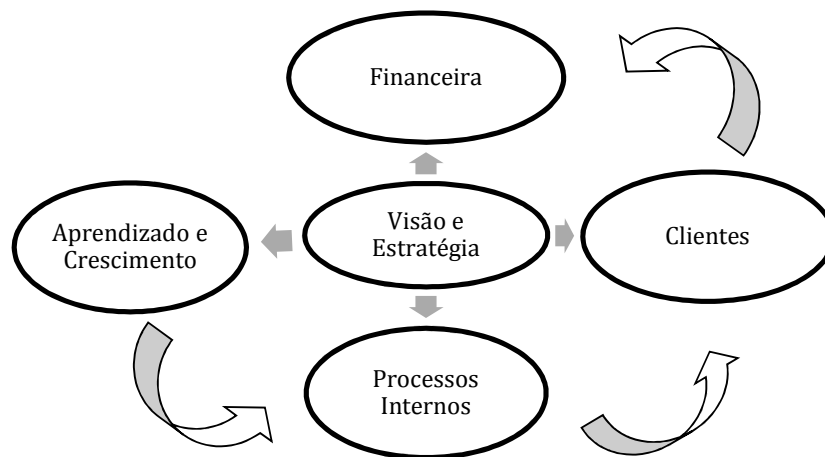 Financeira
Aprendizado e
Crescimento
Visão e
Estratégia
Clientes
Processos
Internos